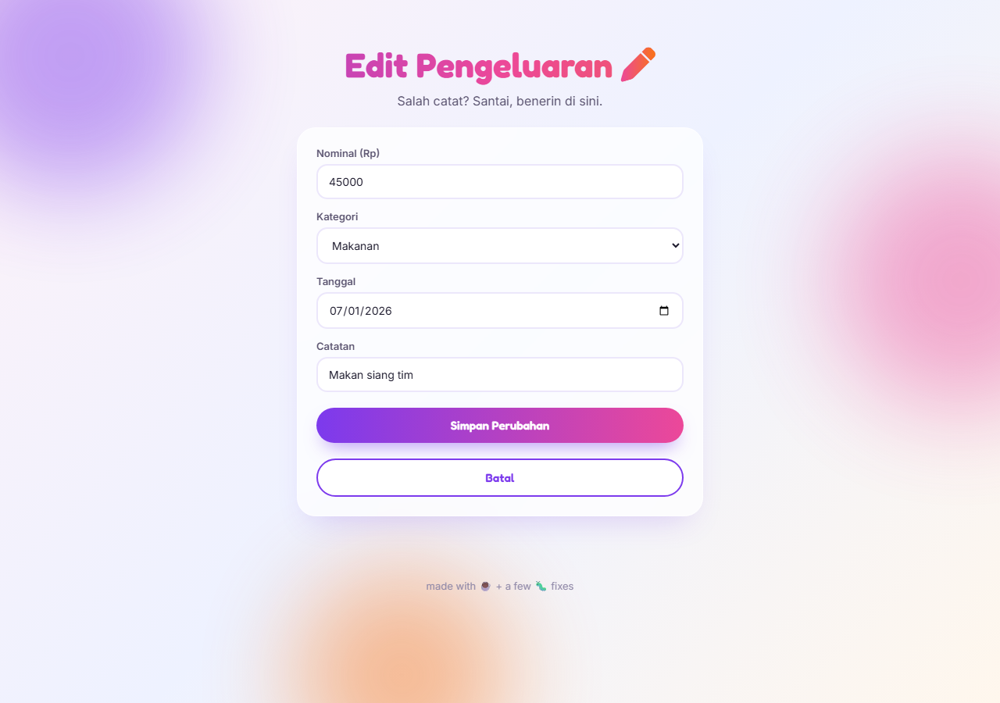 Edit Pengeluaran
Salah catat? Santai, benerin di sini.
Nominal (Rp)
45000
Kategori
Makanan
Tanggal
07/01/2026
Catatan
Makan siang tim
Simpan Perubahan
Batal
made with + a few fixes